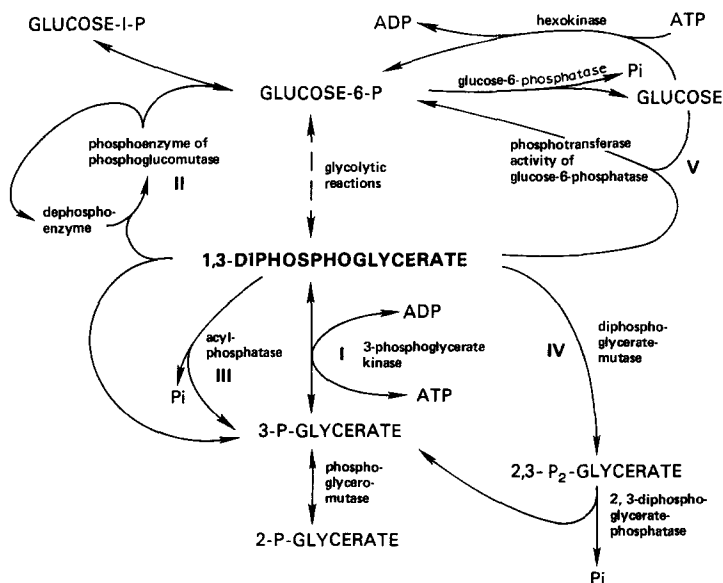 GLUCOSE-I-P
ADP
hexokinase
ATP
glucose-6-phosphatase
Pi
GLUCOSE-6-P
GLUCOSE
phosphoenzyme of
phosphoglucomutase
II
phosphotransferase
activity of
glucose-6-phosphatase
V
glycolytic
reactions
dephospho-
enzyme
1,3-DIPHOSPHOGLYCERATE
ADP
acyl-
phosphatase
III
I
3-phosphoglycerate
kinase
IV
diphospho-
glycerate-
mutase
Pi
ATP
3-P-GLYCERATE
phospho-
glycero-
mutase
2,3-P₂-GLYCERATE
2, 3-diphospho-
glycerate-
phosphatase
2-P-GLYCERATE
Pi